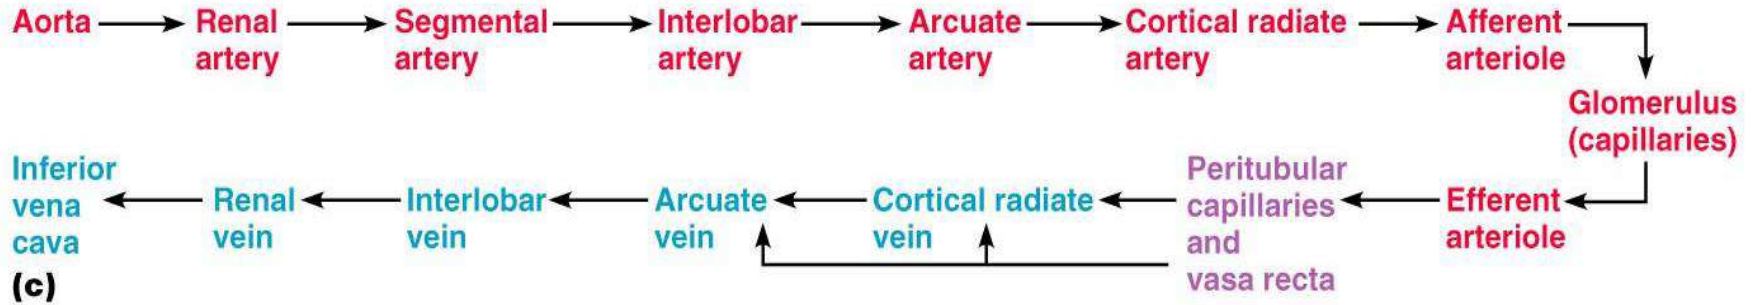 Aorta Renal Segmental Interlobar Arcuate Cortical radiate Afferent
artery artery artery artery artery arteriole
Glomerulus
(capillaries)
Inferior Peritubular
vena Renal Interlobar Arcuate Cortical radiate capillaries Efferent
cava vein vein vein vein and arteriole
(c) vasa recta